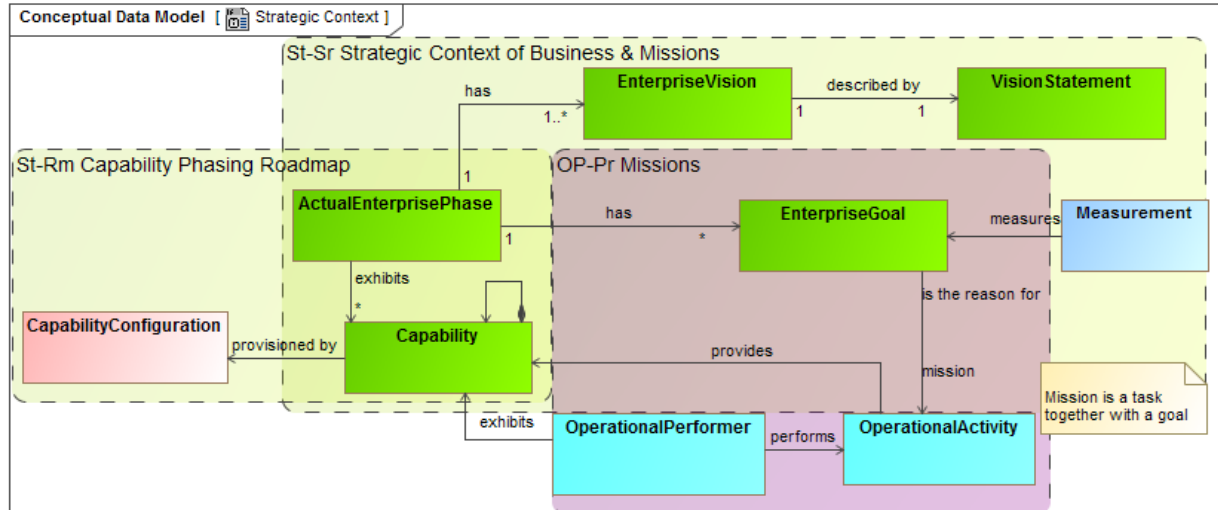 Conceptual Data Model [ Strategic Context ]
St-Sr Strategic Context of Business & Missions
EnterpriseVision
VisionStatement
has
described by
1..*
1
1
St-Rm Capability Phasing Roadmap
OP-Pr Missions
1
ActualEnterprisePhase
has
EnterpriseGoal
measures
Measurement
1
*
exhibits
is the reason for
*
CapabilityConfiguration
Capability
provisioned by
provides
mission
Mission is a task
together with a goal
exhibits
OperationalPerformer
performs
OperationalActivity